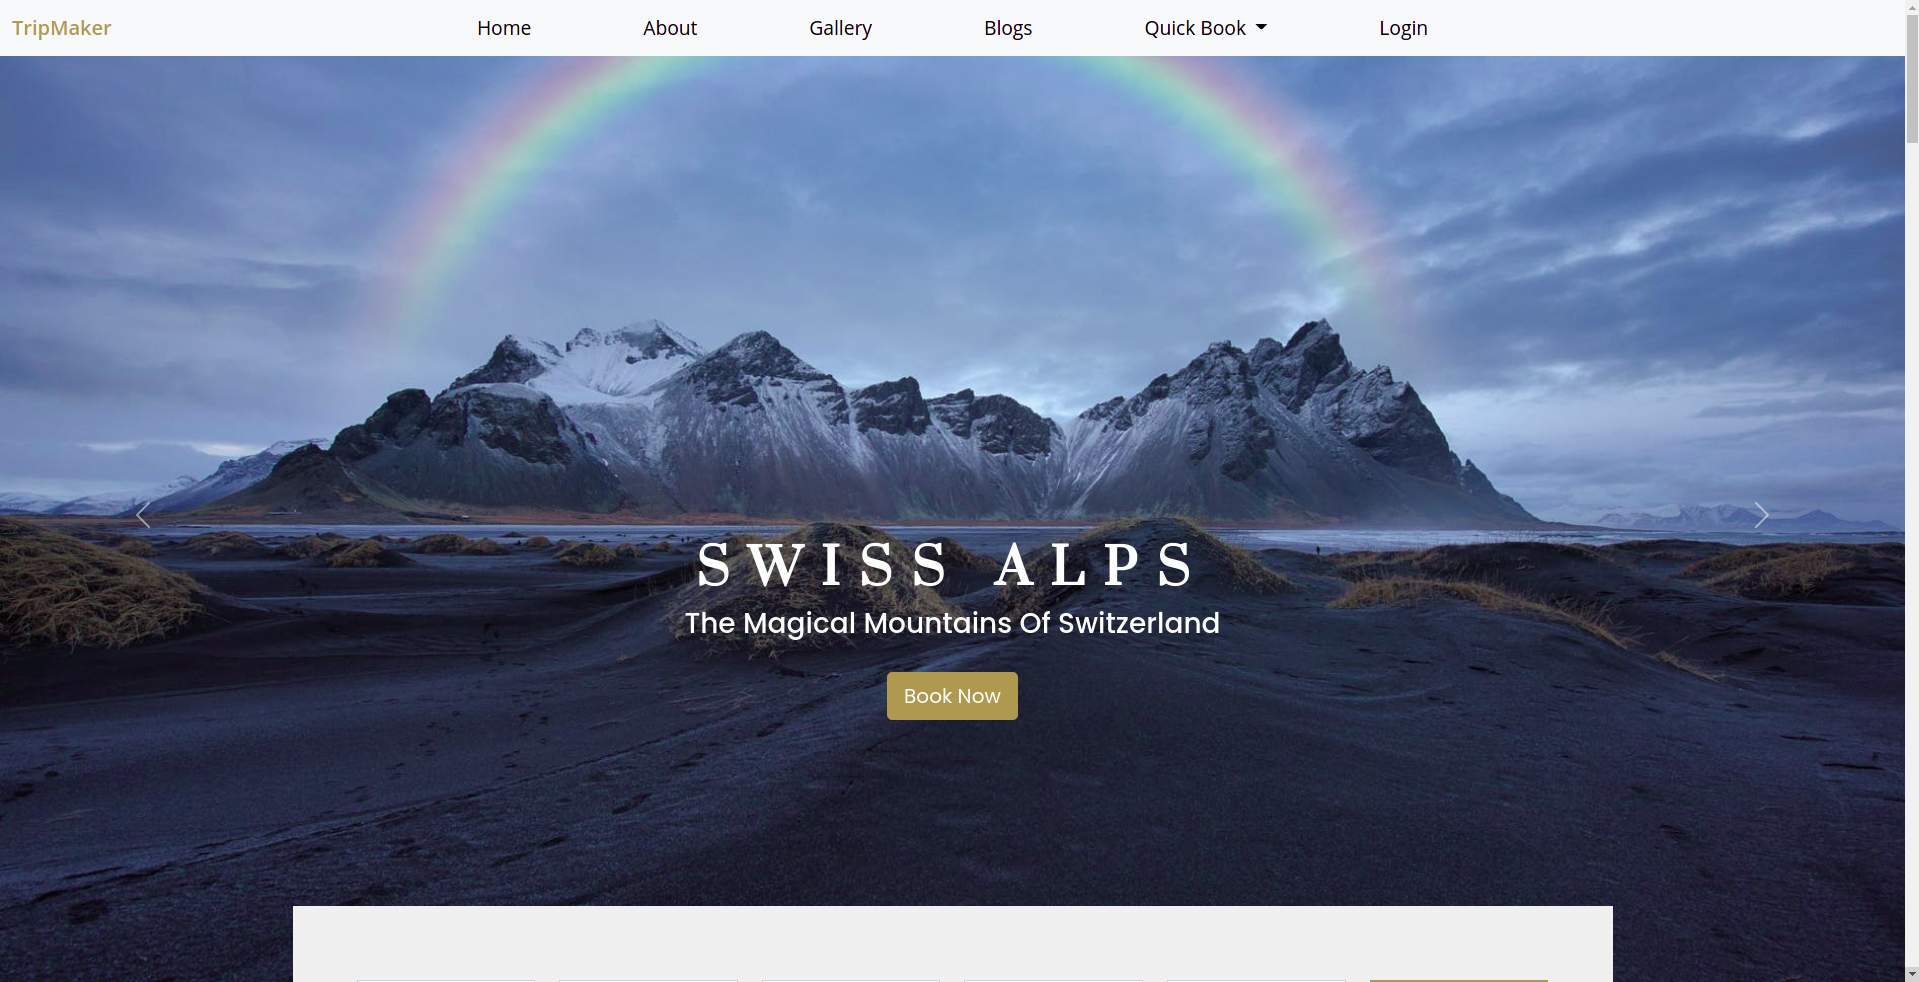 TripMaker Home About Gallery Blogs Quick Book Login
SWISS ALPS
The Magical Mountains Of Switzerland
Book Now